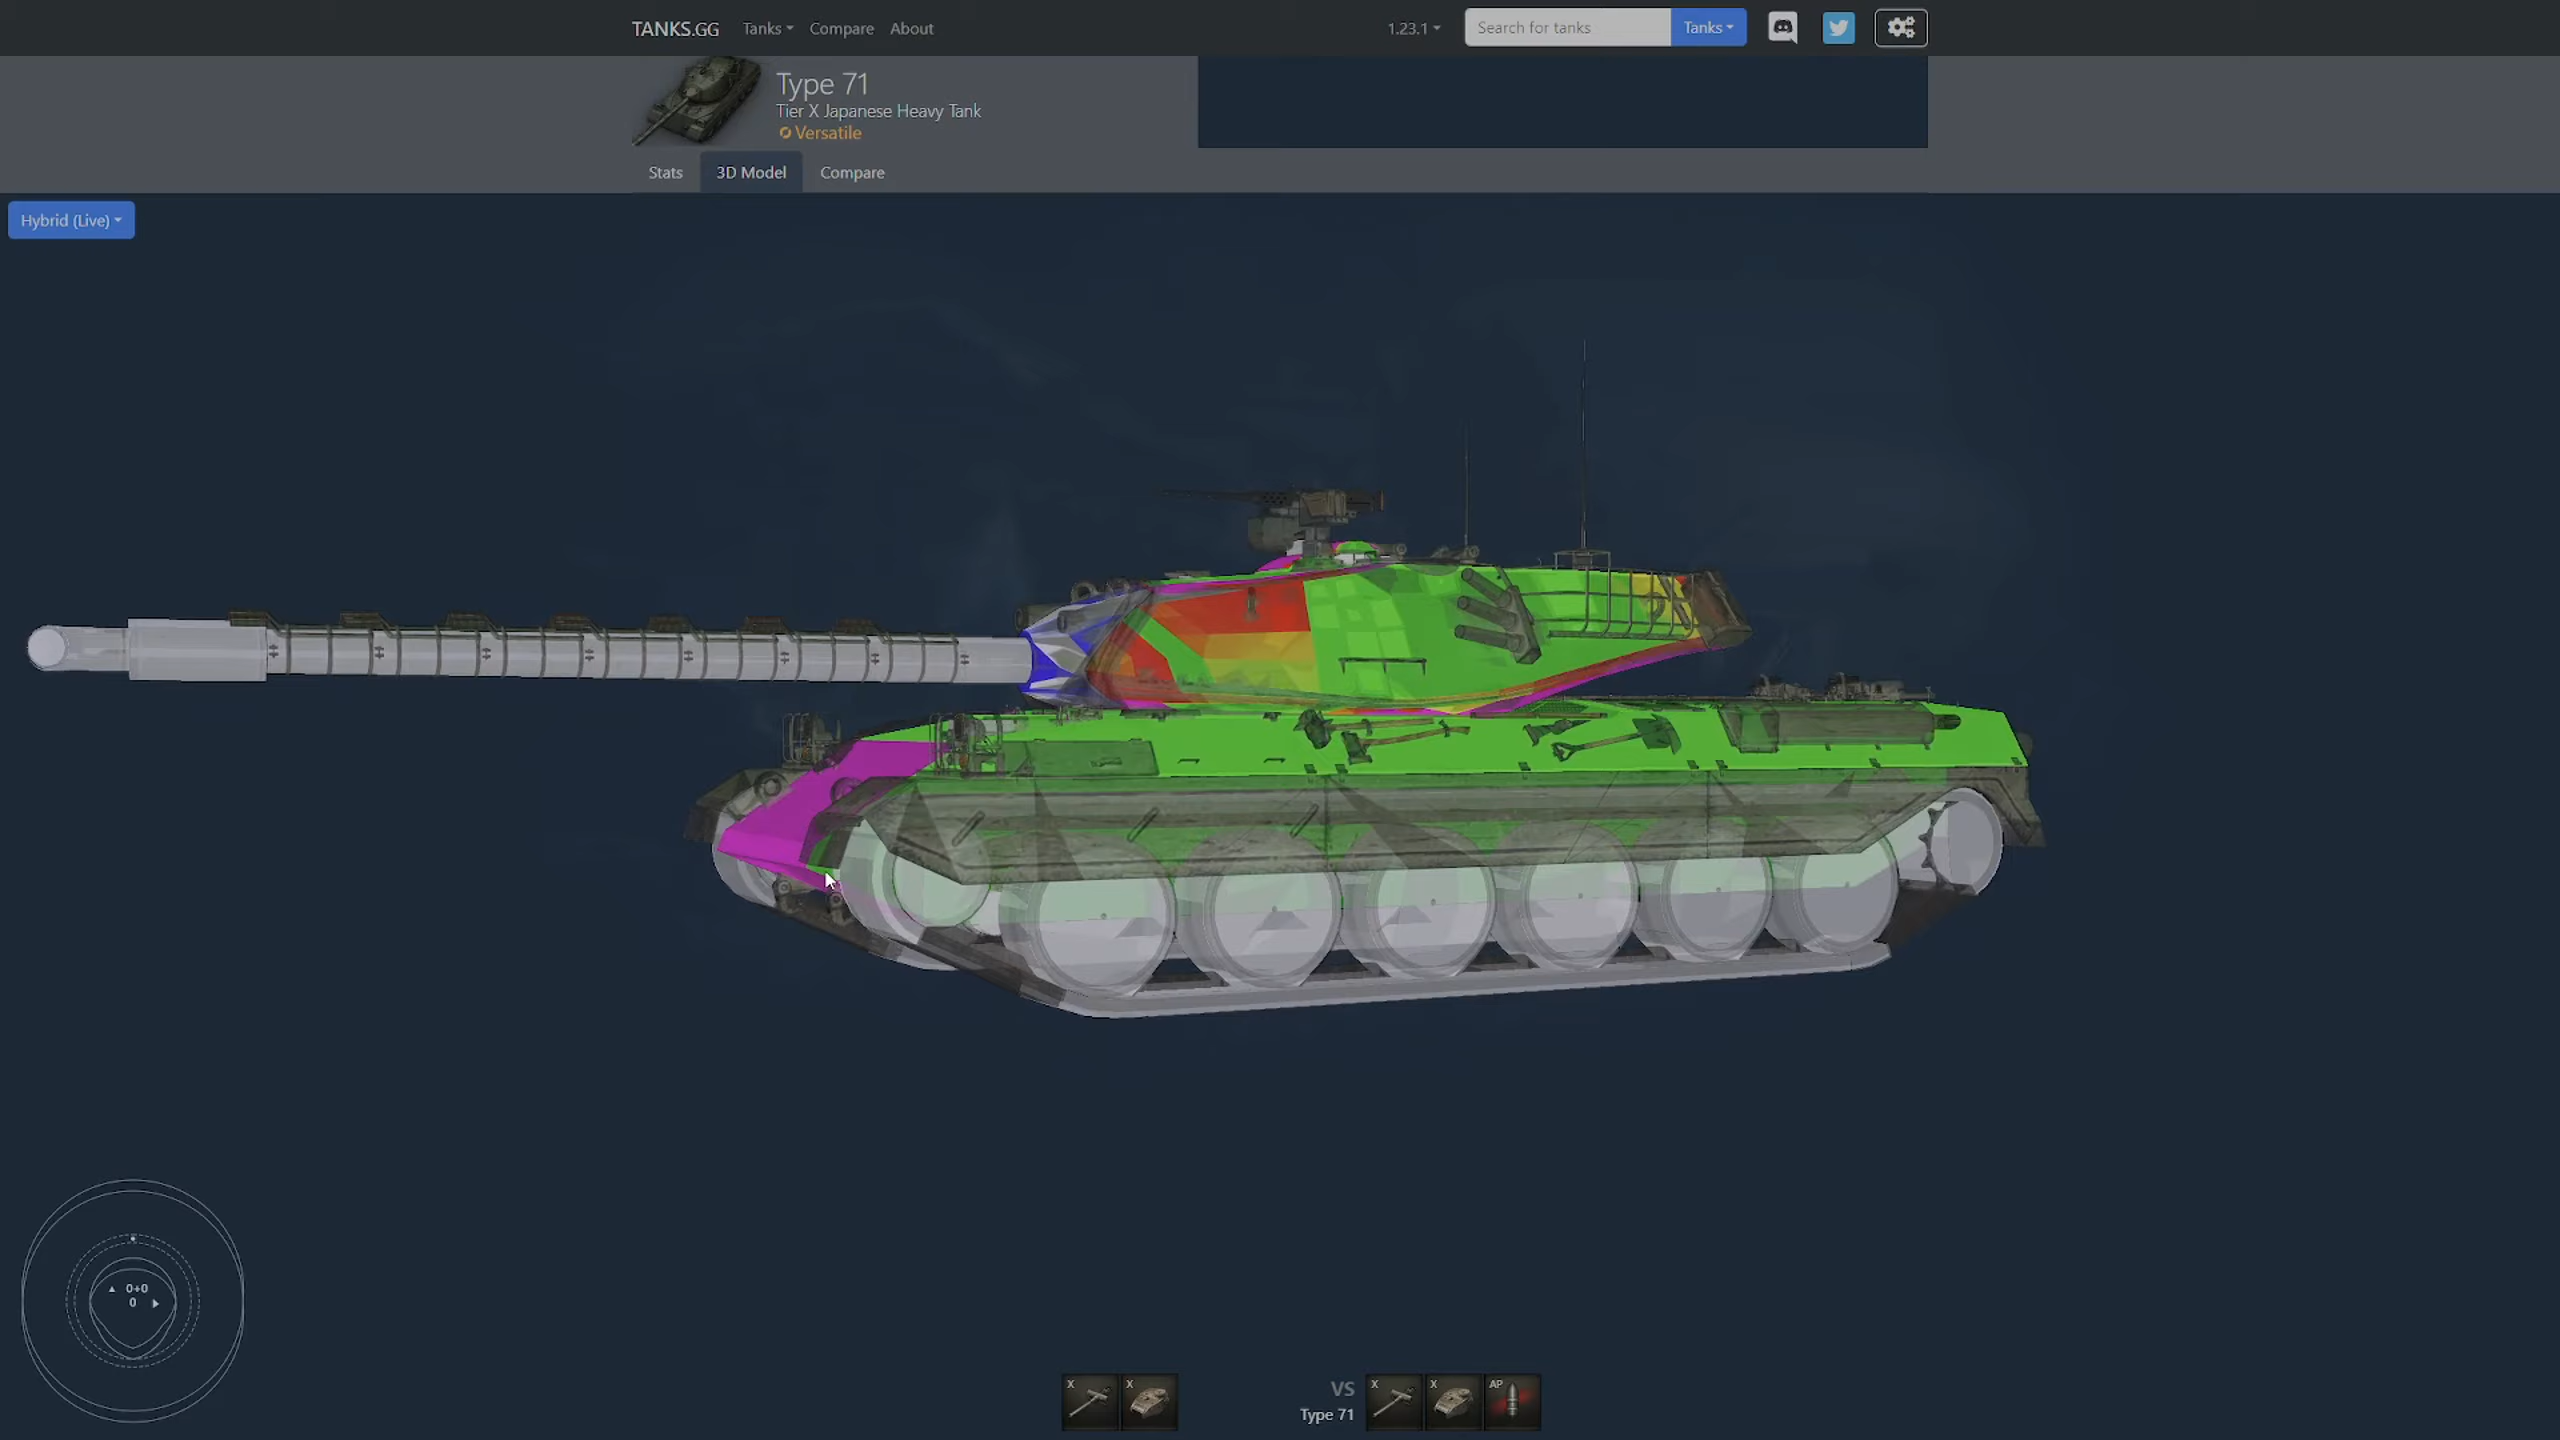 TANKS.GG Tanks Compare About 1.23.1 Search for tanks Tanks
Type 71
Tier X Japanese Heavy Tank
Versatile
Stats 3D Model Compare
Hybrid (Live)
0+0
0
X X VS X X AP
Type 71